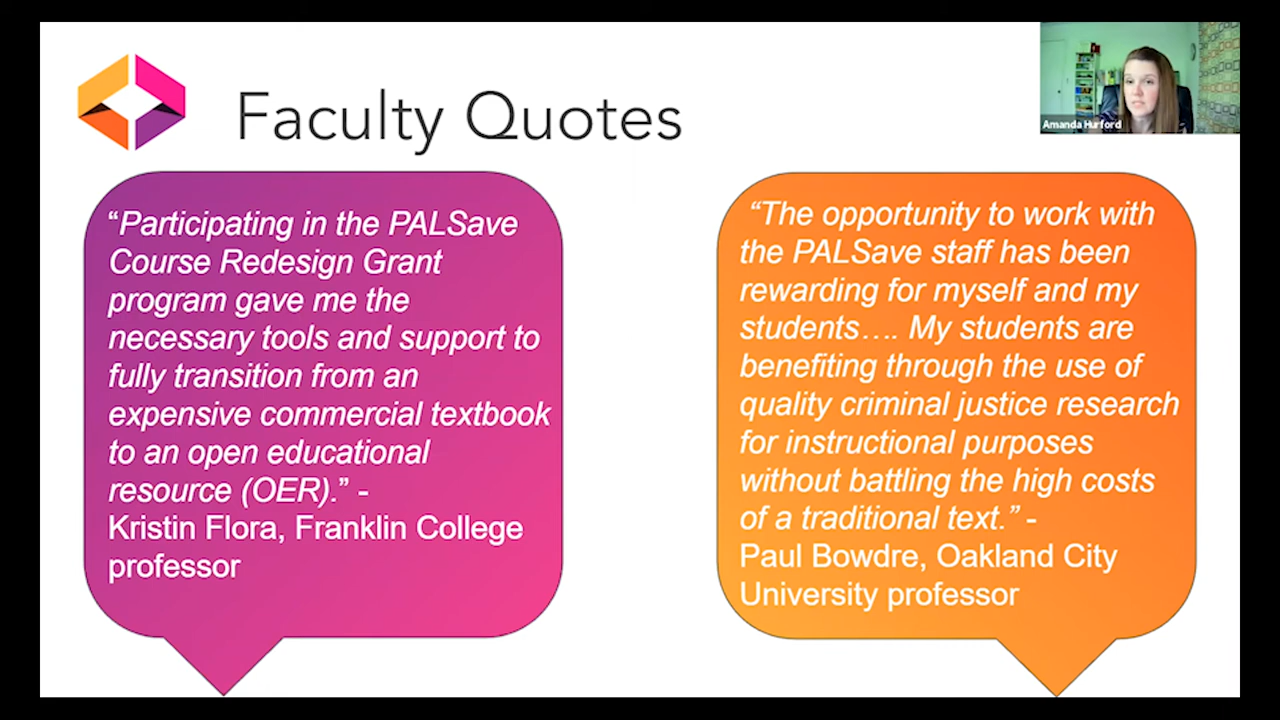 Faculty Quotes
Amanda Hurford
“Participating in the PALSave
Course Redesign Grant
program gave me the
necessary tools and support to
fully transition from an
expensive commercial textbook
to an open educational
resource (OER).” -
Kristin Flora, Franklin College
professor
“The opportunity to work with
the PALSave staff has been
rewarding for myself and my
students…. My students are
benefiting through the use of
quality criminal justice research
for instructional purposes
without battling the high costs
of a traditional text.” -
Paul Bowdre, Oakland City
University professor